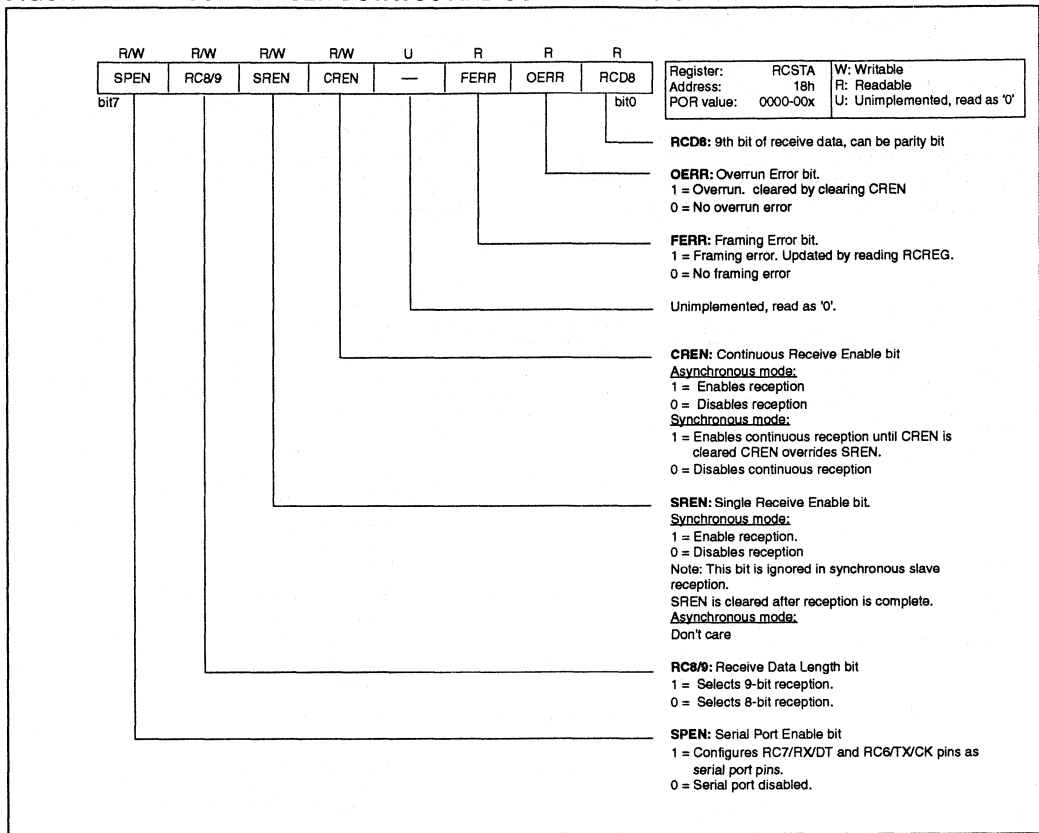 R/W R/W R/W R/W U R R R
SPEN RC8/9 SREN CREN — FERR OERR RCD8
bit7 bit0
Register: RCSTA W: Writable
Address: 18h R: Readable
POR value: 0000-00x U: Unimplemented, read as '0'
RCD8: 9th bit of receive data, can be parity bit
OERR: Overrun Error bit.
1 = Overrun. cleared by clearing CREN
0 = No overrun error
FERR: Framing Error bit.
1 = Framing error. Updated by reading RCREG.
0 = No framing error
Unimplemented, read as '0'.
CREN: Continuous Receive Enable bit
Asynchronous mode:
1 = Enables reception
0 = Disables reception
Synchronous mode:
1 = Enables continuous reception until CREN is
cleared CREN overrides SREN.
0 = Disables continuous reception
SREN: Single Receive Enable bit.
Synchronous mode:
1 = Enable reception.
0 = Disables reception
Note: This bit is ignored in synchronous slave
reception.
SREN is cleared after reception is complete.
Asynchronous mode:
Don't care
RC8/9: Receive Data Length bit
1 = Selects 9-bit reception.
0 = Selects 8-bit reception.
SPEN: Serial Port Enable bit
1 = Configures RC7/RX/DT and RC6/TX/CK pins as
serial port pins.
0 = Serial port disabled.